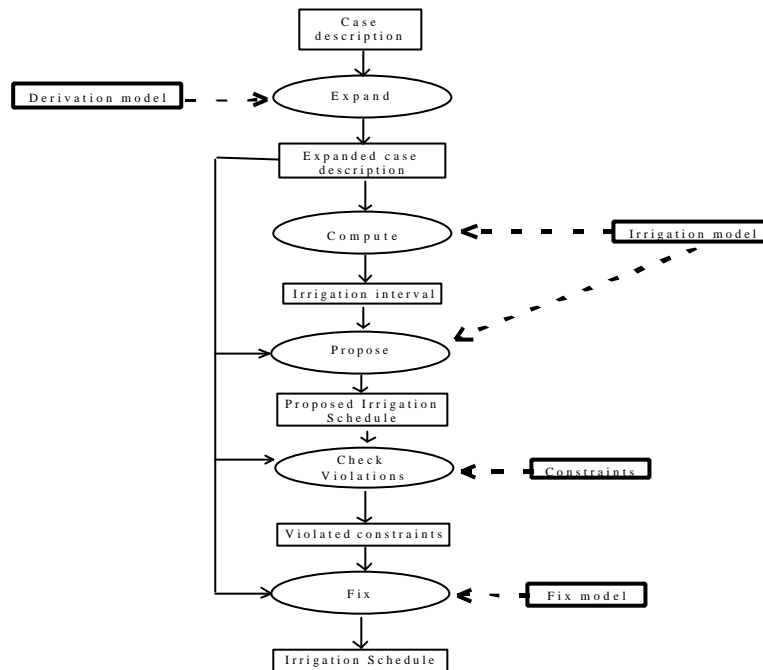 Case
description
Derivation model
Expand
Expanded case
description
Compute
Irrigation model
Irrigation interval
Propose
Proposed Irrigation
Schedule
Check
Violations
Constraints
Violated constraints
Fix
Fix model
Irrigation Schedule